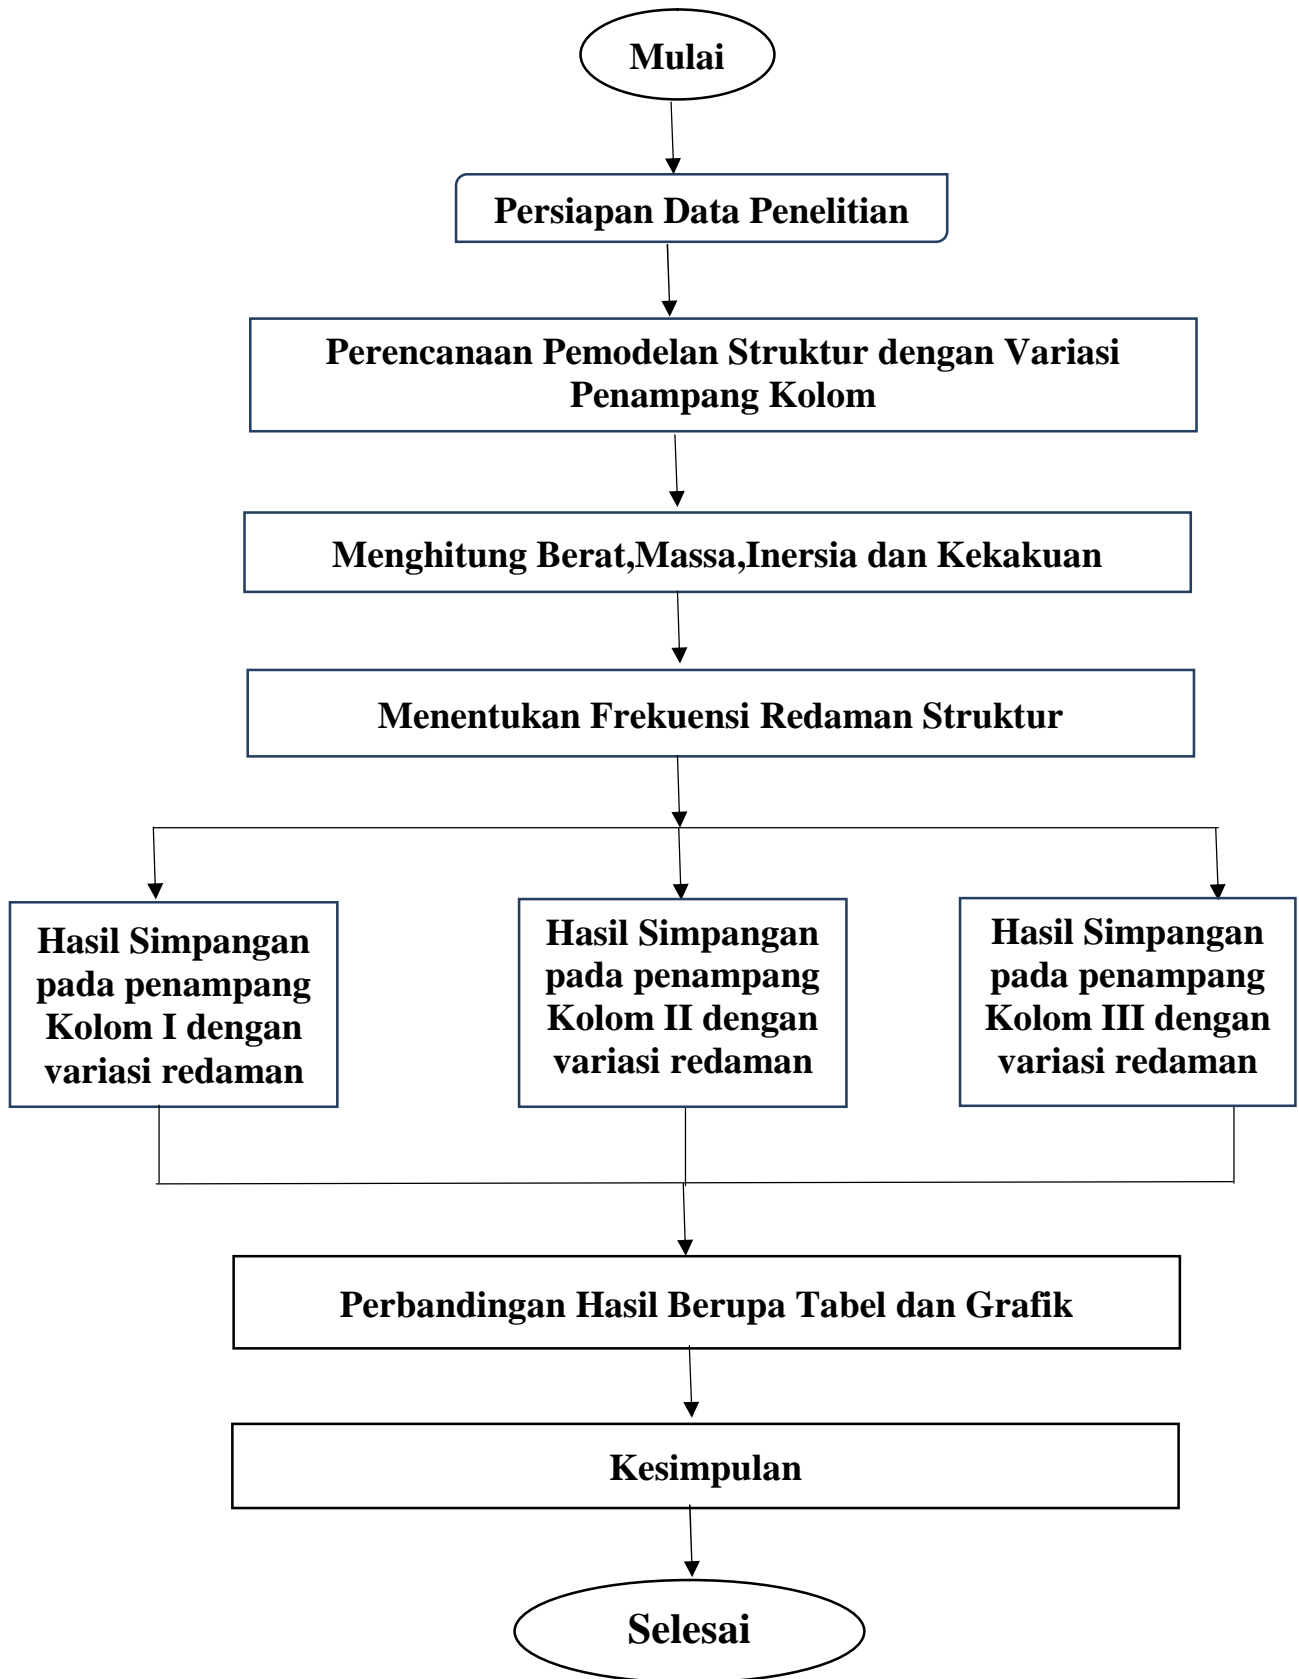 Mulai
Persiapan Data Penelitian
Perencanaan Pemodelan Struktur dengan Variasi
Penampang Kolom
Menghitung Berat,Massa,Inersia dan Kekakuan
Menentukan Frekuensi Redaman Struktur
Hasil Simpangan
pada penampang
Kolom I dengan
variasi redaman
Hasil Simpangan
pada penampang
Kolom II dengan
variasi redaman
Hasil Simpangan
pada penampang
Kolom III dengan
variasi redaman
Perbandingan Hasil Berupa Tabel dan Grafik
Kesimpulan
Selesai